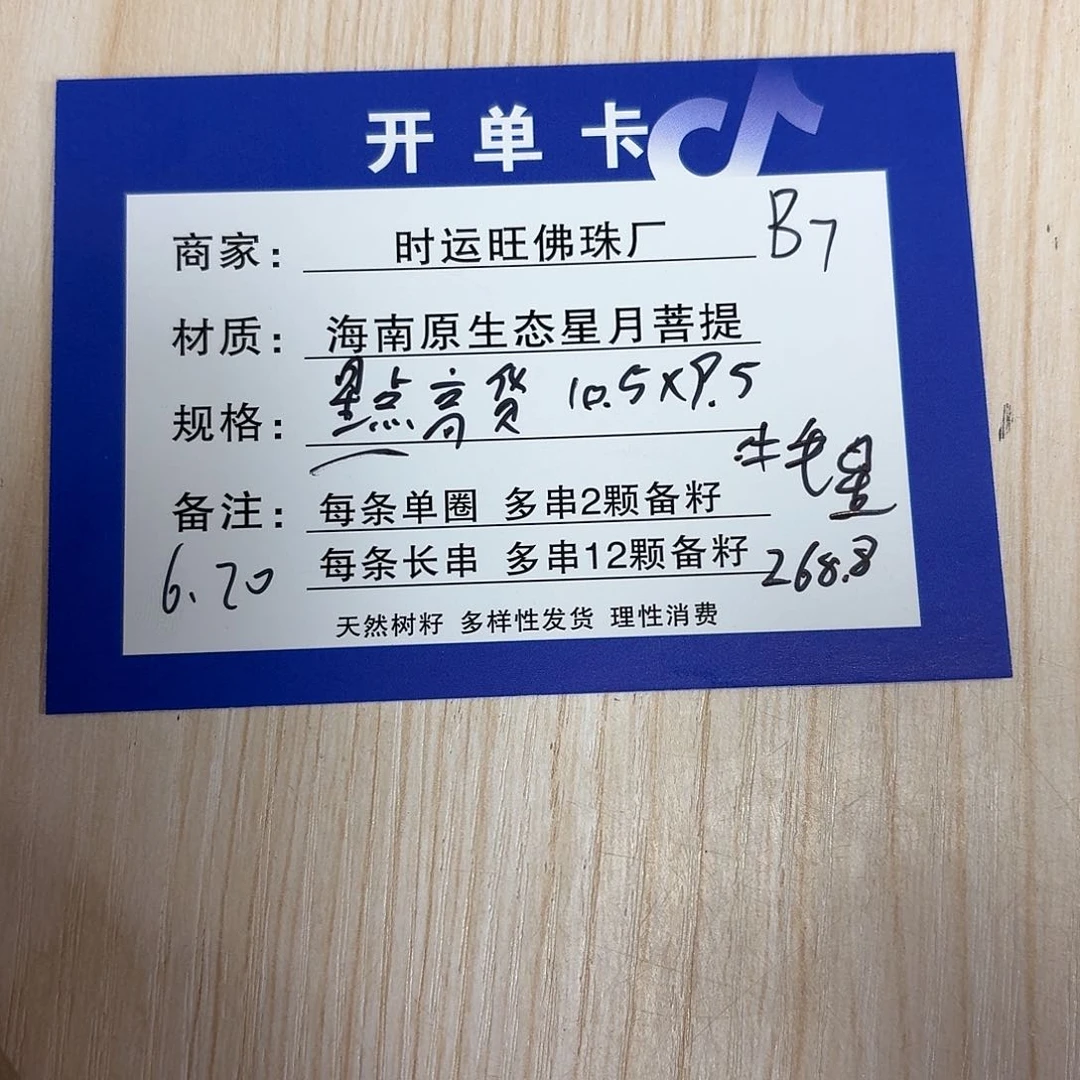 开单卡
商家: 时运旺佛珠厂 B7
材质: 海南原生态星月菩提
规格: 星点高货 10.5X9.5
牛毛星
备注: 每条单圈 多串2颗备籽
每条长串 多串12颗备籽 268.8
6.20
天然树籽 多样性发货 理性消费